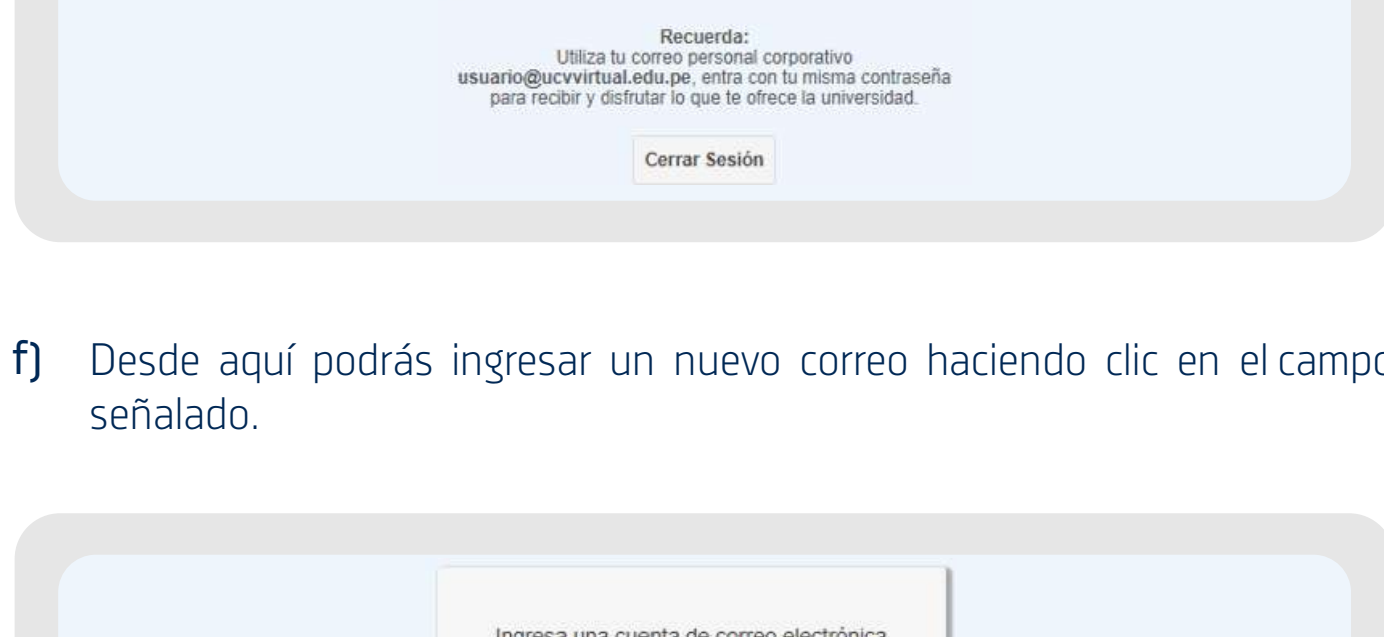 Recuerda:
Utiliza tu correo personal corporativo
usuario@ucvvirtual.edu.pe, entra con tu misma contraseña
para recibir y disfrutar lo que te ofrece la universidad.
Cerrar Sesión
f) Desde aquí podrás ingresar un nuevo correo haciendo clic en el campo
señalado.
Ingresa una cuenta de correo electrónica